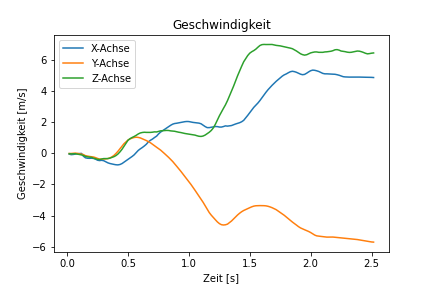 Geschwindigkeit
X-Achse
Y-Achse
Z-Achse
Geschwindigkeit [m/s]
6
4
2
0
−2
−4
−6
0.0 0.5 1.0 1.5 2.0 2.5
Zeit [s]